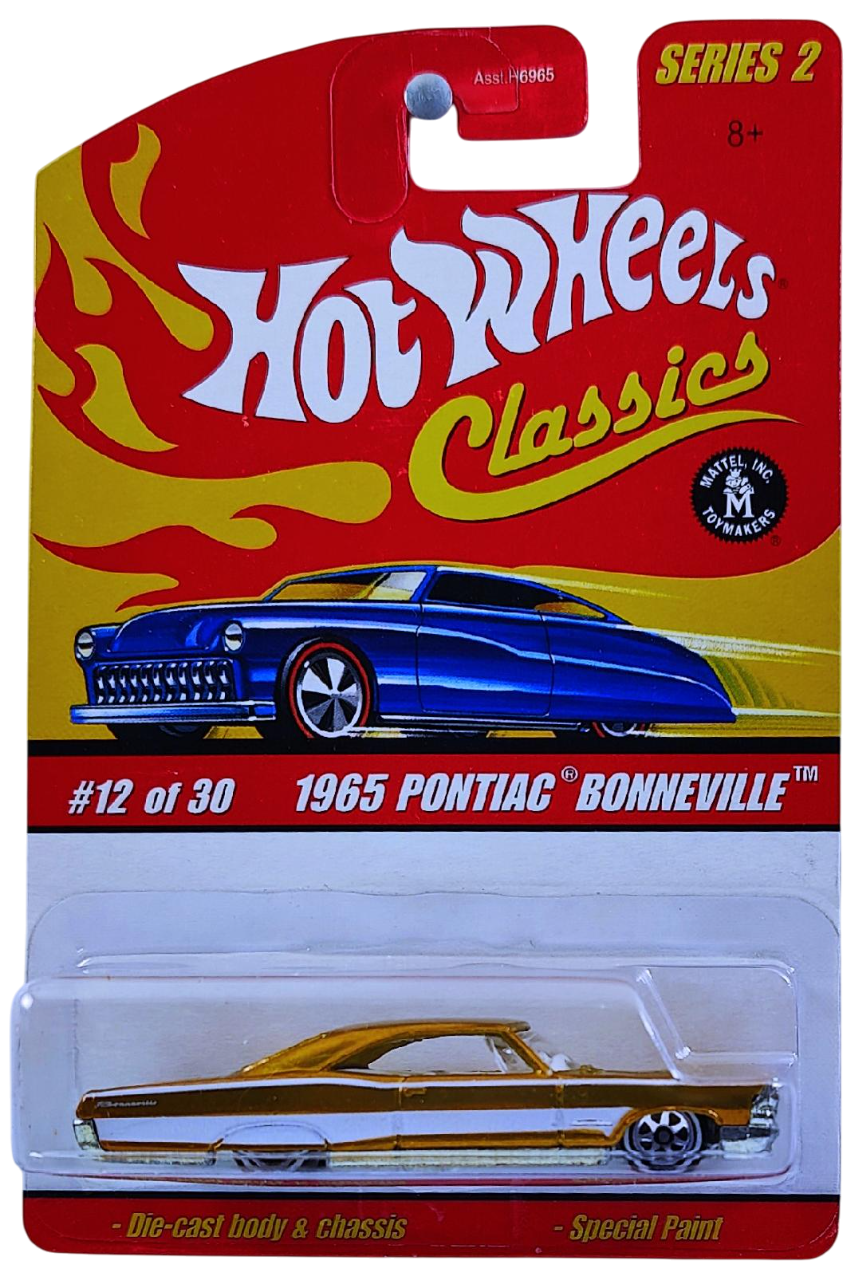 Asst.H6965
SERIES 2
8+
HOT WHEELS®
Classics
MATTEL, INC.
M
TOYMAKERS
®
#12 of 30 1965 PONTIAC® BONNEVILLE™
Bonneville
- Die-cast body & chassis - Special Paint